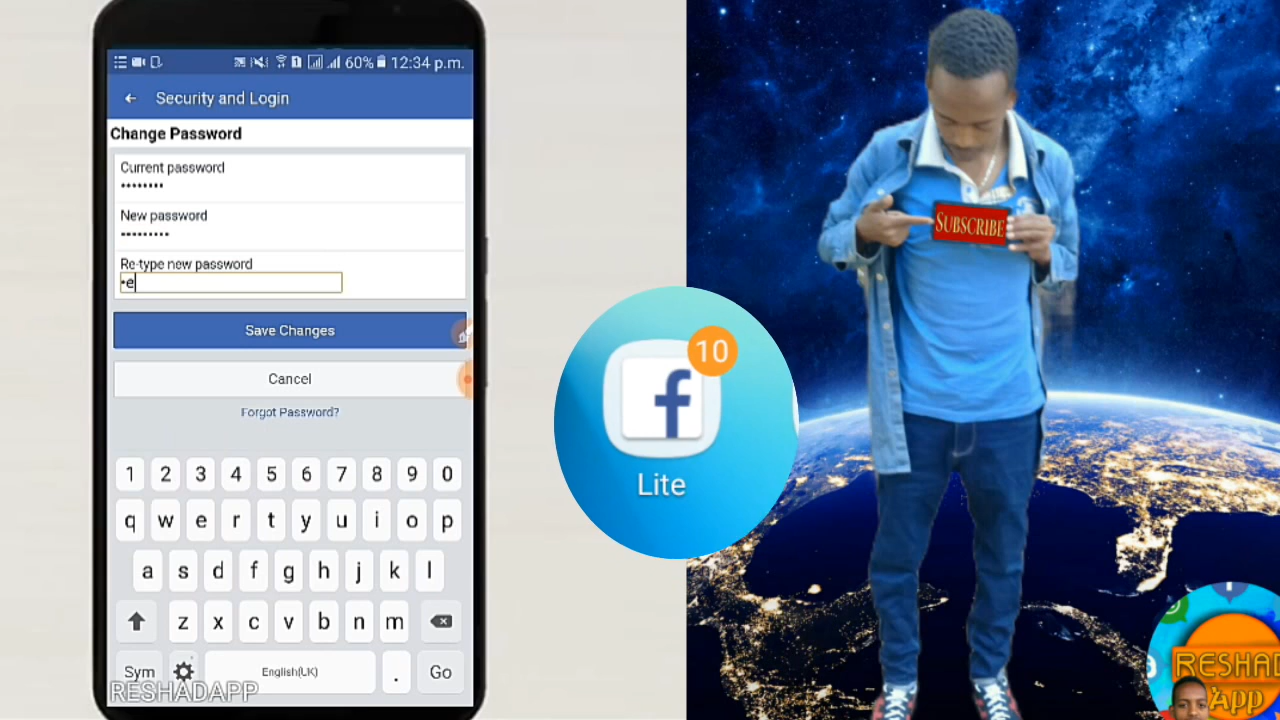 60% 12:34 p.m.
Security and Login
Change Password
Current password
••••••••
New password
•••••••••
Re-type new password
•e
Save Changes
Cancel
Forgot Password?
1 2 3 4 5 6 7 8 9 0
q w e r t y u i o p
a s d f g h j k l
z x c v b n m
Sym English(UK) . Go
RESHADAPP
10
f
Lite
SUBSCRIBE
RESHAD
App